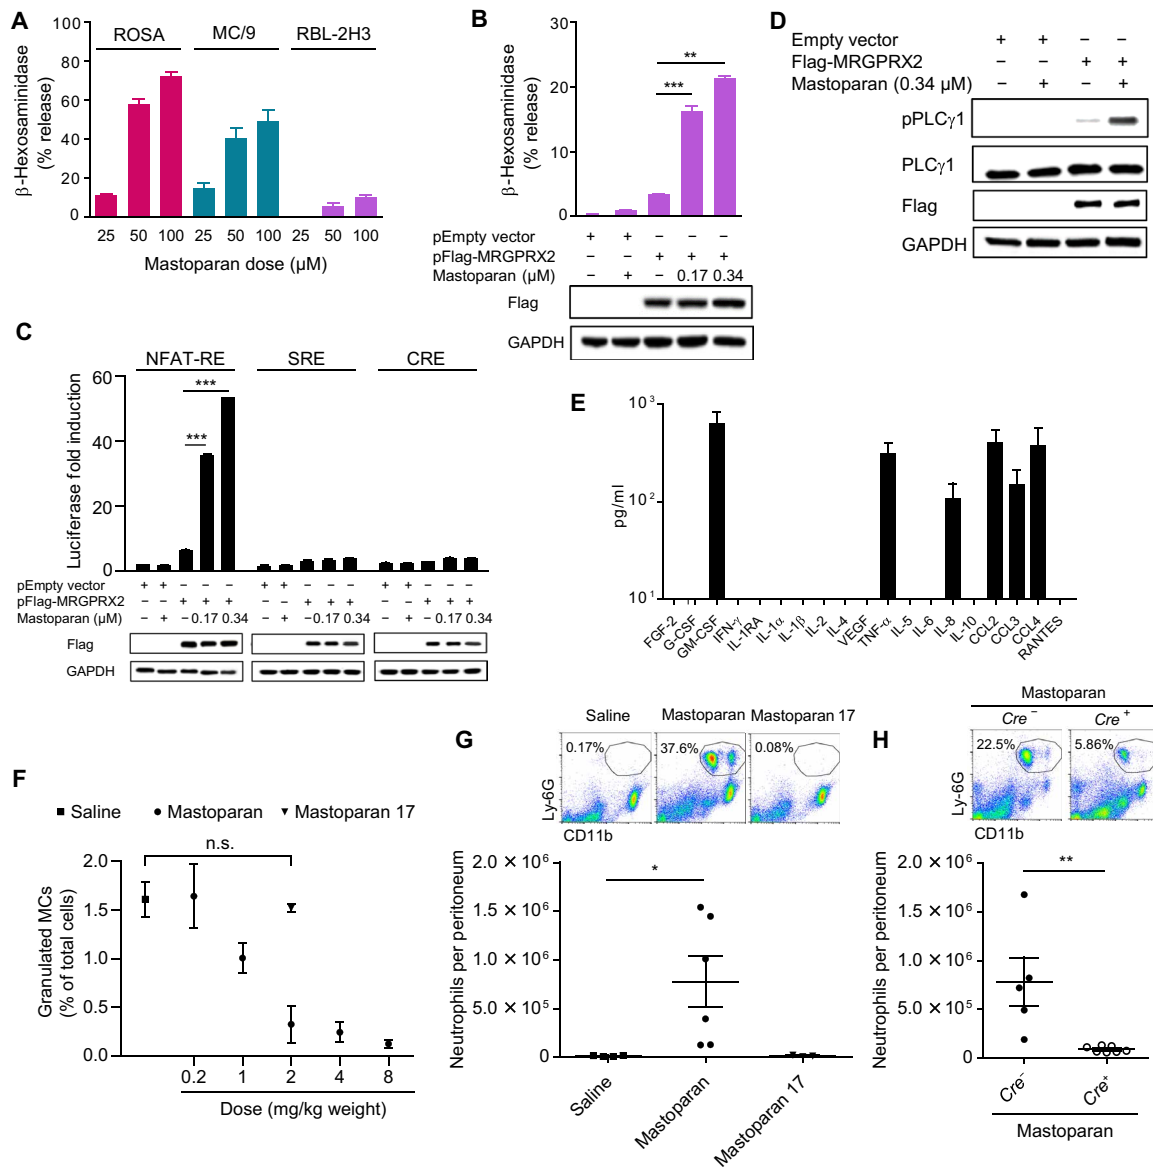 A
ROSA MC/9 RBL-2H3
β-Hexosaminidase
(% release)
100
80
60
40
20
0
25 50 100 25 50 100 25 50 100
Mastoparan dose (μM)
B
β-Hexosaminidase
(% release)
30
20
10
0
** 
***
pEmpty vector + + − − −
pFlag-MRGPRX2 − − + + +
Mastoparan (μM) − + − 0.17 0.34
Flag
GAPDH
D
Empty vector + + − −
Flag-MRGPRX2 − − + +
Mastoparan (0.34 μM) − + − +
pPLCγ1
PLCγ1
Flag
GAPDH
C
NFAT-RE SRE CRE
Luciferase fold induction
60
40
20
0
***
***
pEmpty vector + + − − − + + − − − + + − − −
pFlag-MRGPRX2 − − + + + − − + + + − − + + +
Mastoparan (μM) − + − 0.17 0.34 − + − 0.17 0.34 − + − 0.17 0.34
Flag
GAPDH
E
pg/ml
10³
10²
10¹
FGF-2 G-CSF GM-CSF IFN-γ IL-1RA IL-1α IL-1β IL-2 IL-4 VEGF TNF-α IL-5 IL-6 IL-8 IL-10 CCL2 CCL3 CCL4 RANTES
F
Saline Mastoparan Mastoparan 17
n.s.
Granulated MCs
(% of total cells)
2.0
1.5
1.0
0.5
0.0
0.2 1 2 4 8
Dose (mg/kg weight)
G
Saline Mastoparan Mastoparan 17
0.17% 37.6% 0.08%
Ly-6G
CD11b
Neutrophils per peritoneum
2.0 × 10⁶
1.5 × 10⁶
1.0 × 10⁶
5.0 × 10⁵
0
*
Saline Mastoparan Mastoparan 17
H
Mastoparan
Cre⁻ Cre⁺
22.5% 5.86%
Ly-6G
CD11b
Neutrophils per peritoneum
2.0 × 10⁶
1.5 × 10⁶
1.0 × 10⁶
5.0 × 10⁵
0
**
Cre⁻ Cre⁺
Mastoparan